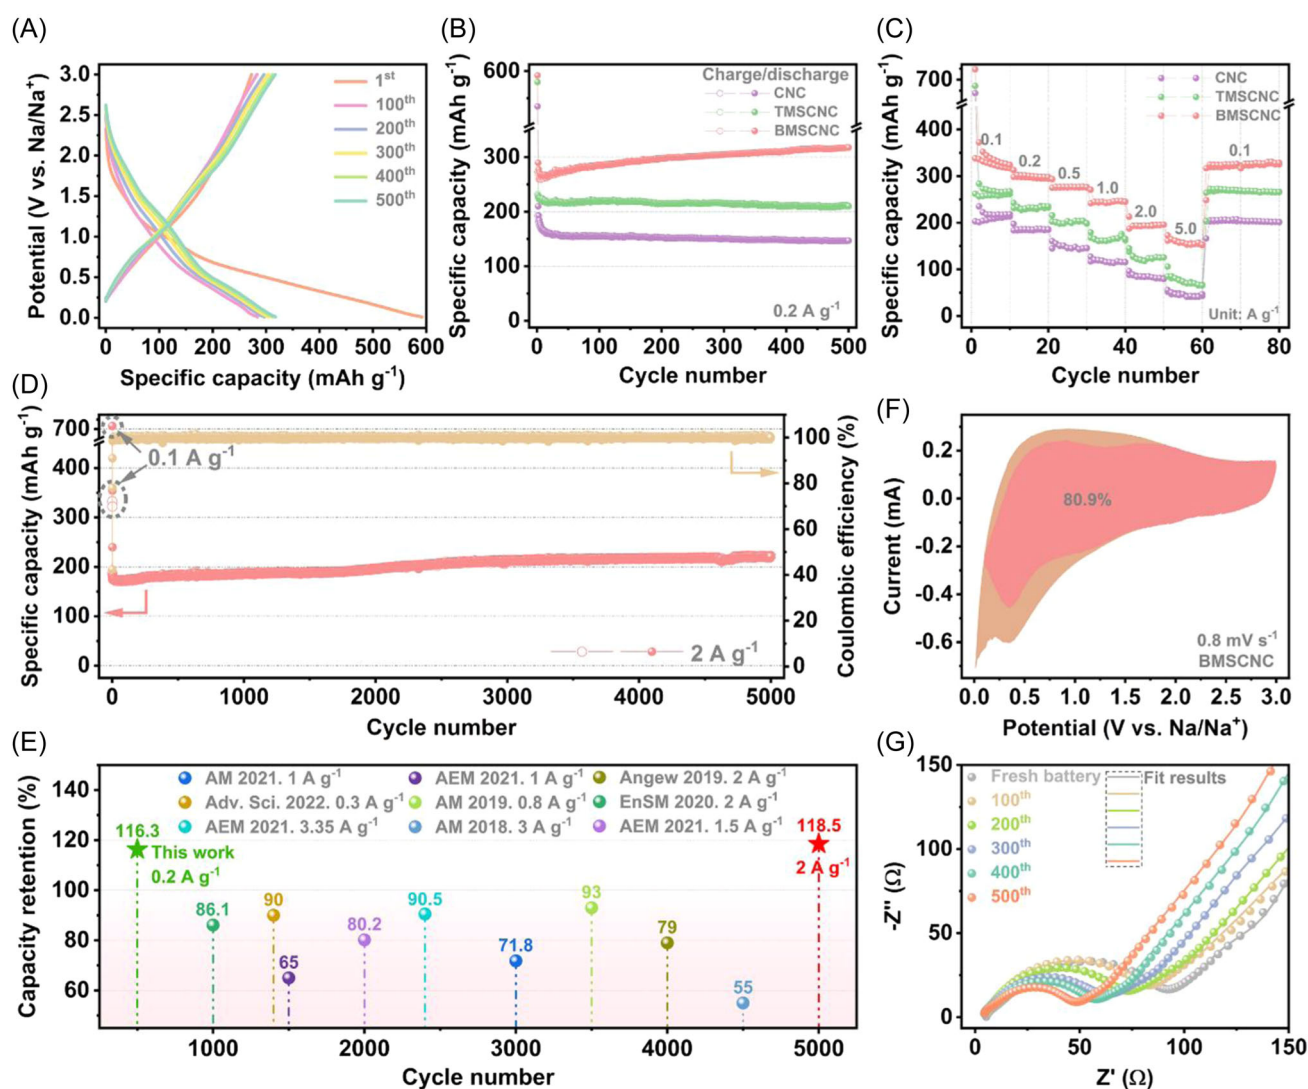 (A)
3.0
2.5
2.0
1.5
1.0
0.5
0.0
Potential (V vs. Na/Na+)
1st
100th
200th
300th
400th
500th
0 100 200 300 400 500 600
Specific capacity (mAh g-1)
(B)
600
300
200
150
100
50
0
Specific capacity (mAh g-1)
Charge/discharge
CNC
TMSCNC
BMSCNC
0.2 A g-1
0 100 200 300 400 500
Cycle number
(C)
700
400
300
200
100
0
Specific capacity (mAh g-1)
CNC
TMSCNC
BMSCNC
0.1
0.2
0.5
1.0
2.0
5.0
0.1
Unit: A g-1
0 20 40 60 80
Cycle number
(D)
700
400
300
200
100
0
Specific capacity (mAh g-1)
0.1 A g-1
2 A g-1
100
80
60
40
20
0
Coulombic efficiency (%)
0 1000 2000 3000 4000 5000
Cycle number
(F)
0.2
0.0
-0.2
-0.4
-0.6
Current (mA)
80.9%
0.8 mV s-1
BMSCNC
0.0 0.5 1.0 1.5 2.0 2.5 3.0
Potential (V vs. Na/Na+)
(E)
140
120
100
80
60
Capacity retention (%)
AM 2021. 1 A g-1
AEM 2021. 1 A g-1
Angew 2019. 2 A g-1
Adv. Sci. 2022. 0.3 A g-1
AM 2019. 0.8 A g-1
EnSM 2020. 2 A g-1
AEM 2021. 3.35 A g-1
AM 2018. 3 A g-1
AEM 2021. 1.5 A g-1
116.3
This work
0.2 A g-1
86.1
90
65
80.2
90.5
71.8
93
79
55
118.5
2 A g-1
1000 2000 3000 4000 5000
Cycle number
(G)
150
100
50
0
-Z'' (Ω)
Fresh battery
100th
200th
300th
400th
500th
Fit results
0 50 100 150
Z' (Ω)